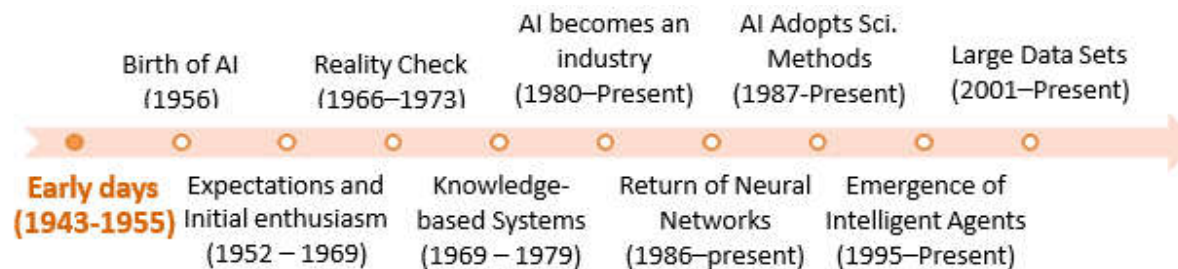 Early days
(1943-1955)
Birth of AI
(1956)
Expectations and
Initial enthusiasm
(1952 – 1969)
Reality Check
(1966–1973)
Knowledge-
based Systems
(1969 – 1979)
AI becomes an
industry
(1980–Present)
Return of Neural
Networks
(1986–present)
AI Adopts Sci.
Methods
(1987-Present)
Emergence of
Intelligent Agents
(1995–Present)
Large Data Sets
(2001–Present)